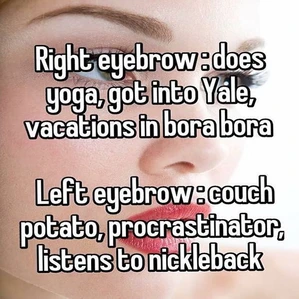 Right eyebrow : does
yoga, got into Yale,
vacations in bora bora
Left eyebrow : couch
potato, procrastinator,
listens to nickleback